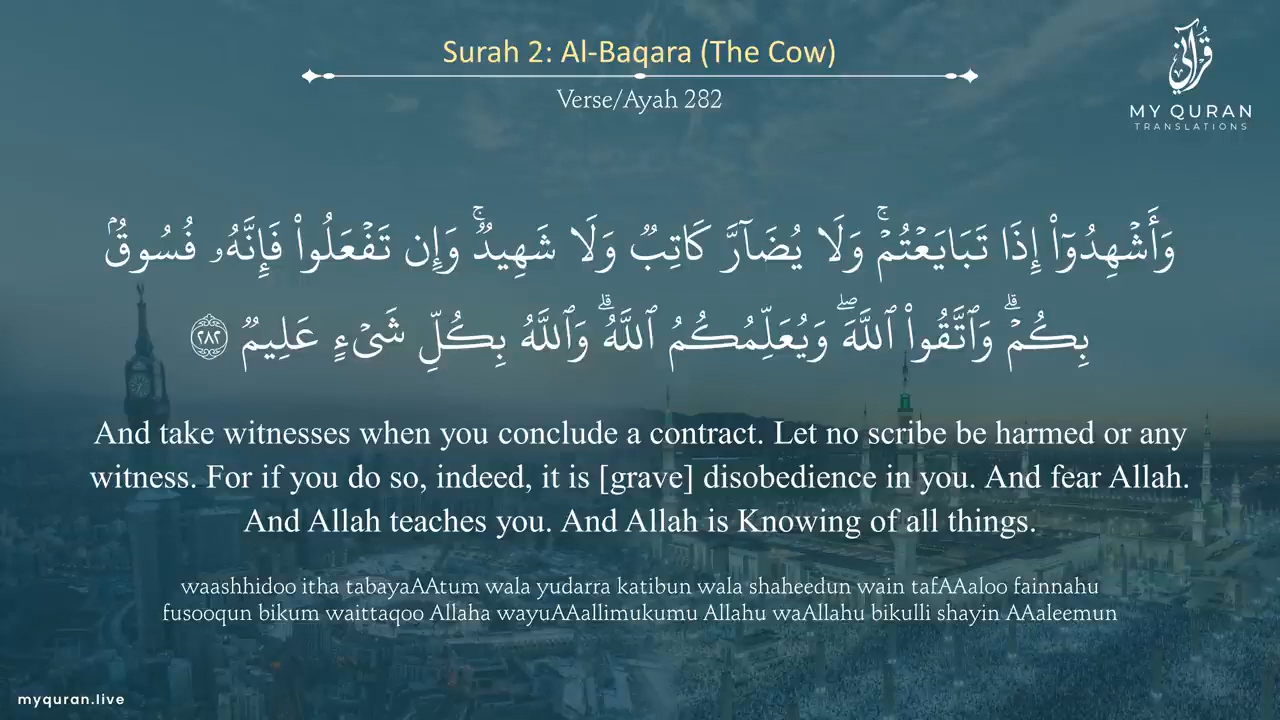 Surah 2: Al-Baqara (The Cow)
Verse/Ayah 282
قُرْآنِي
MY QURAN
TRANSLATIONS
وَأَشْهِدُوٓا۟ إِذَا تَبَايَعْتُمْ ۚ وَلَا يُضَآرَّ كَاتِبٌ وَلَا شَهِيدٌ ۚ وَإِن تَفْعَلُوا۟ فَإِنَّهُۥ فُسُوقٌۢ
بِكُمْ ۗ وَٱتَّقُوا۟ ٱللَّهَ ۖ وَيُعَلِّمُكُمُ ٱللَّهُ ۗ وَٱللَّهُ بِكُلِّ شَىْءٍ عَلِيمٌ ٢٨٢
And take witnesses when you conclude a contract. Let no scribe be harmed or any
witness. For if you do so, indeed, it is [grave] disobedience in you. And fear Allah.
And Allah teaches you. And Allah is Knowing of all things.
waashhidoo itha tabayaAAtum wala yudarra katibun wala shaheedun wain tafAAaloo fainnahu
fusooqun bikum waittaqoo Allaha wayuAAallimukumu Allahu waAllahu bikulli shayin AAaleemun
myquran.live